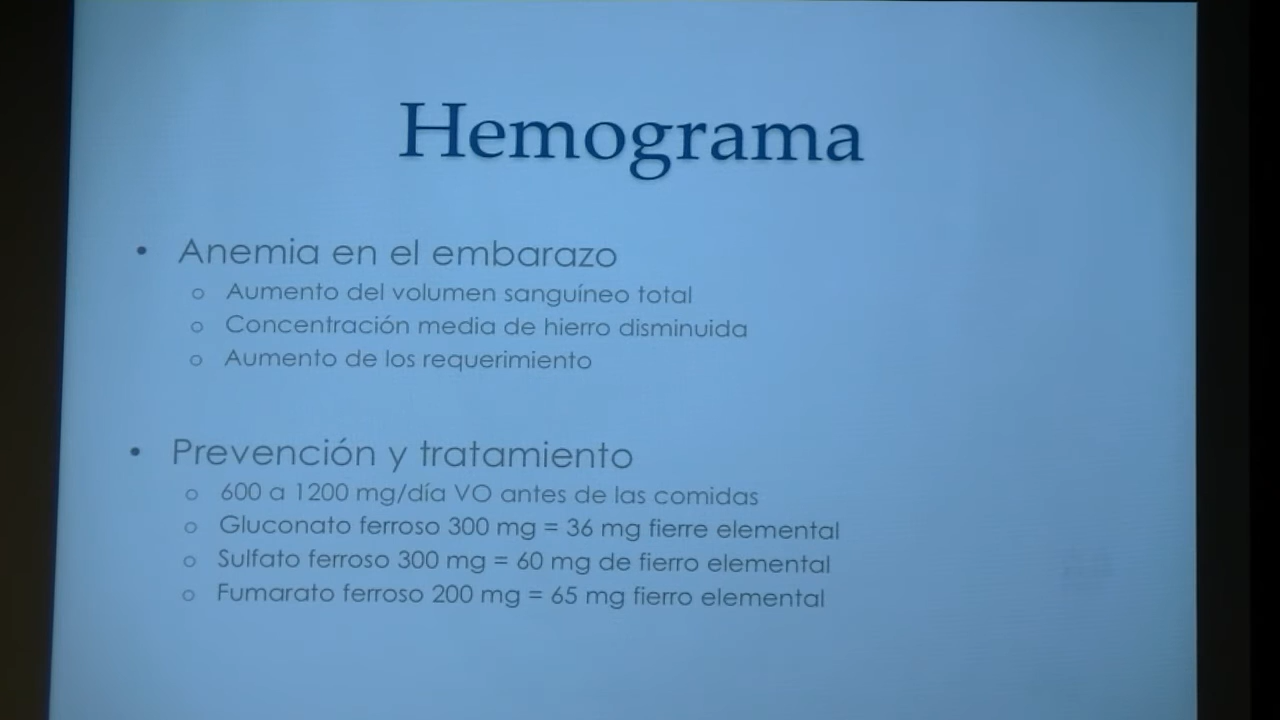 Hemograma
• Anemia en el embarazo
o Aumento del volumen sanguíneo total
o Concentración media de hierro disminuida
o Aumento de los requerimiento
• Prevención y tratamiento
o 600 a 1200 mg/día VO antes de las comidas
o Gluconato ferroso 300 mg = 36 mg fierre elemental
o Sulfato ferroso 300 mg = 60 mg de fierro elemental
o Fumarato ferroso 200 mg = 65 mg fierro elemental